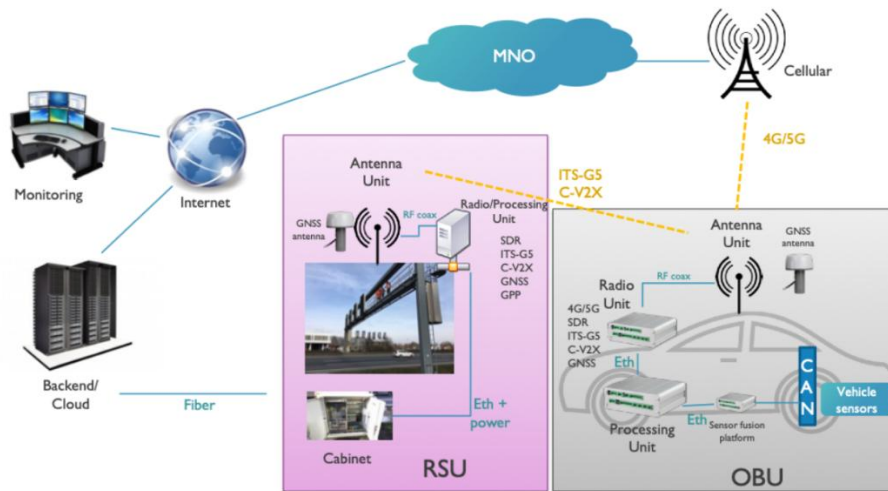 MNO
Cellular
4G/5G
Monitoring
Internet
ITS-G5
C-V2X
Antenna
Unit
GNSS
antenna
RF coax
Radio/Processing
Unit
SDR
ITS-G5
C-V2X
GNSS
GPP
Antenna
Unit
GNSS
antenna
RF coax
Radio
Unit
4G/5G
SDR
ITS-G5
C-V2X
GNSS
Eth
CAN
Vehicle
sensors
Eth
Processing
Unit
Sensor fusion
platform
OBU
Backend/
Cloud
Fiber
Eth +
power
Cabinet
RSU